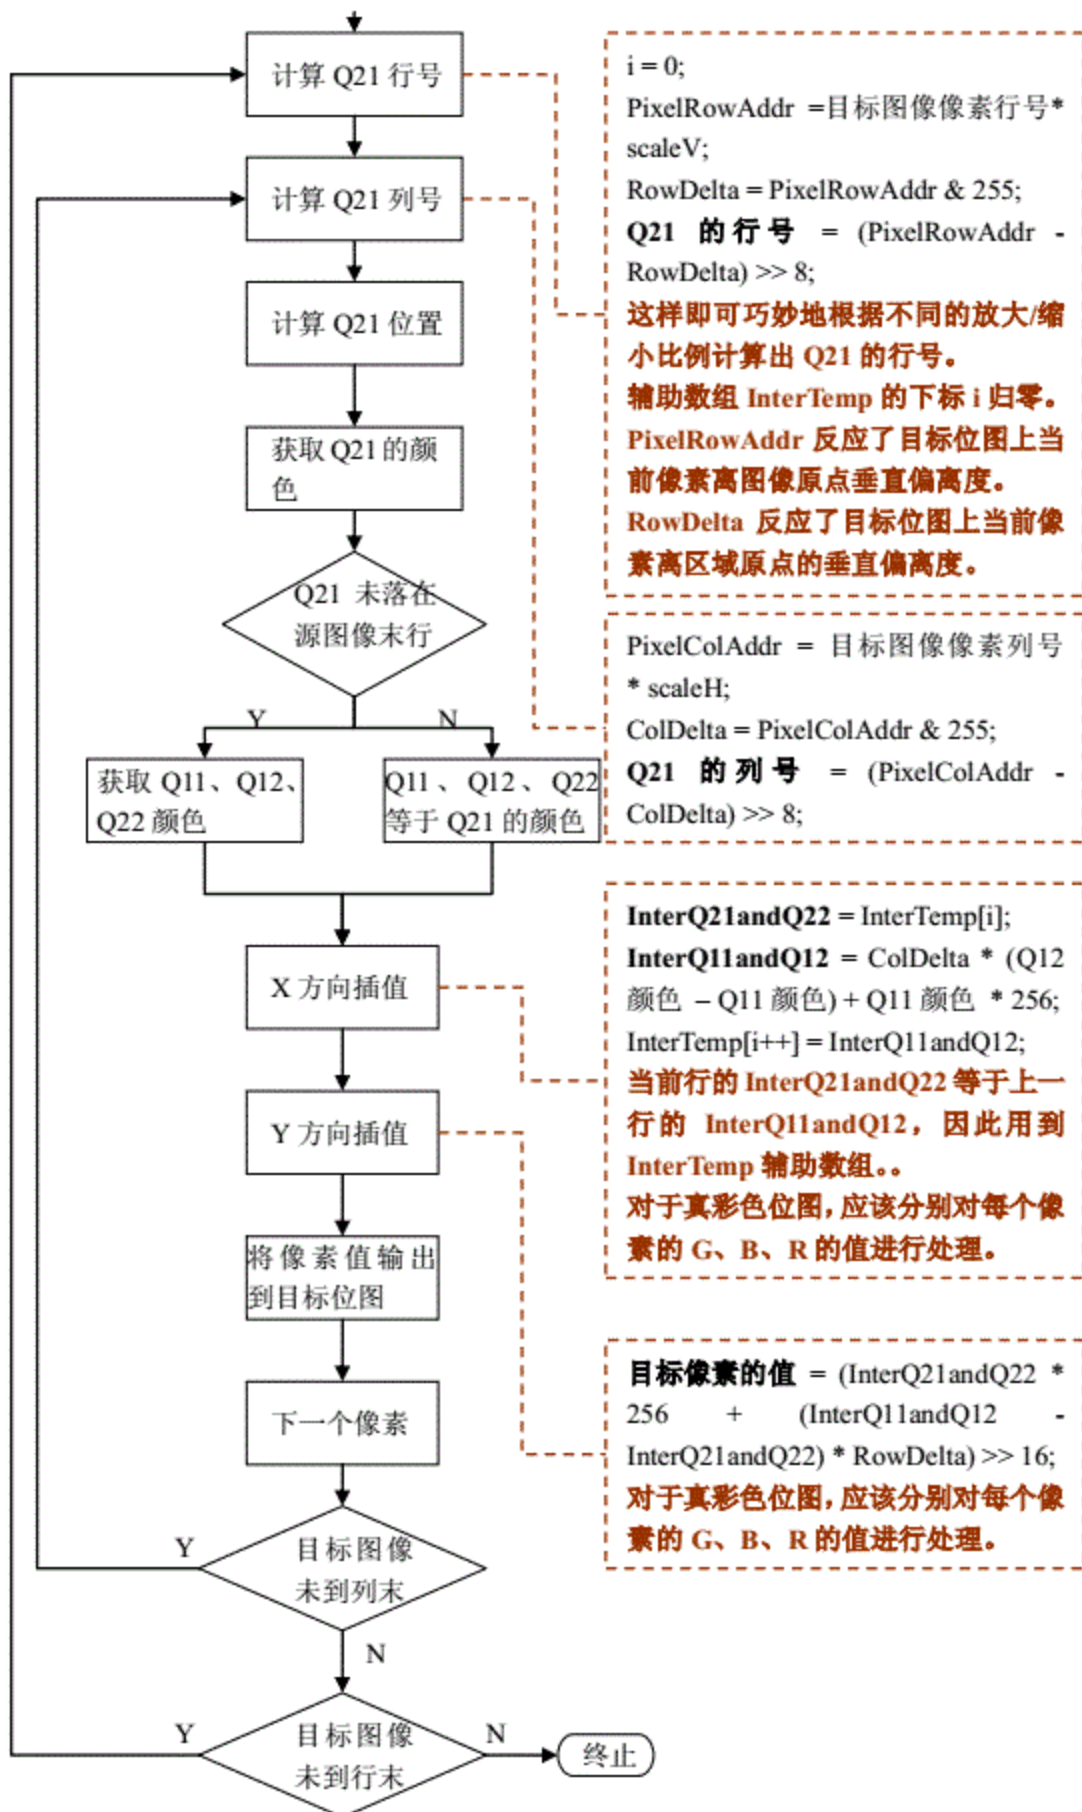 计算 Q21 行号
计算 Q21 列号
计算 Q21 位置
获取 Q21 的颜
色
Q21 未落在
源图像末行
Y
N
获取 Q11、Q12、
Q22 颜色
Q11 、 Q12 、 Q22
等于 Q21 的颜色
X 方向插值
Y 方向插值
将像素值输出
到目标位图
下一个像素
目标图像
未到列末
Y
N
目标图像
未到行末
Y
N
终止
i = 0;
PixelRowAddr =目标图像像素行号*
scaleV;
RowDelta = PixelRowAddr & 255;
Q21 的行号 = (PixelRowAddr -
RowDelta) >> 8;
这样即可巧妙地根据不同的放大/缩
小比例计算出 Q21 的行号。
辅助数组 InterTemp 的下标 i 归零。
PixelRowAddr 反应了目标位图上当
前像素离图像原点垂直偏离度。
RowDelta 反应了目标位图上当前像
素离区域原点的垂直偏离度。
PixelColAddr = 目标图像像素列号
* scaleH;
ColDelta = PixelColAddr & 255;
Q21 的列号 = (PixelColAddr -
ColDelta) >> 8;
InterQ21andQ22 = InterTemp[i];
InterQ11andQ12 = ColDelta * (Q12
颜色 – Q11 颜色) + Q11 颜色 * 256;
InterTemp[i++] = InterQ11andQ12;
当前行的 InterQ21andQ22 等于上一
行的 InterQ11andQ12，因此用到
InterTemp 辅助数组。。
对于真彩色位图，应该分别对每个像
素的 G、B、R 的值进行处理。
目标像素的值 = (InterQ21andQ22 *
256 + (InterQ11andQ12 -
InterQ21andQ22) * RowDelta) >> 16;
对于真彩色位图，应该分别对每个像
素的 G、B、R 的值进行处理。